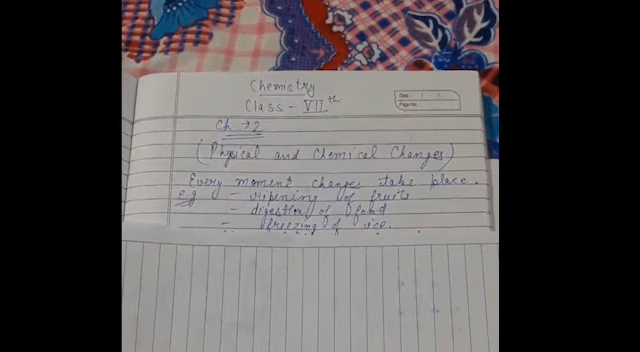 Chemistry
Class - VII th
Date / /
Page No.
Ch → 2
(Physical and Chemical Changes)
Every moment changes take place.
e.g - ripening of fruits
- digestion of food
- freezing of ice.